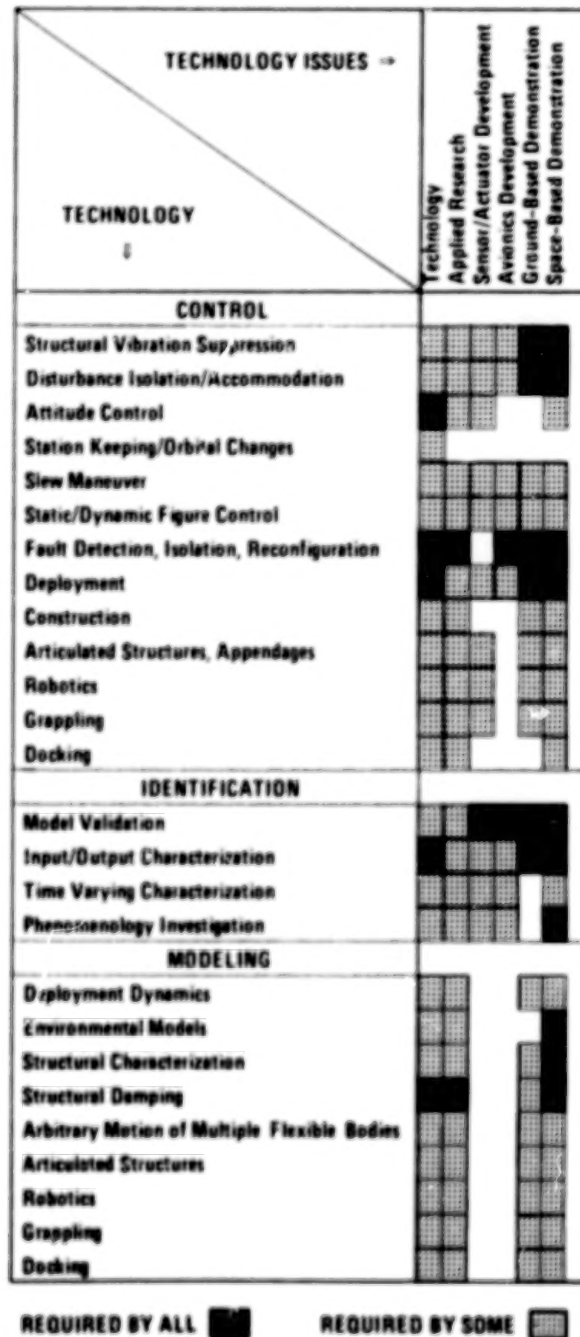 TECHNOLOGY ISSUES →
TECHNOLOGY
↓
Technology
Applied Research
Sensor/Actuator Development
Avionics Development
Ground-Based Demonstration
Space-Based Demonstration
CONTROL
Structural Vibration Suppression
Disturbance Isolation/Accommodation
Attitude Control
Station Keeping/Orbital Changes
Slew Maneuver
Static/Dynamic Figure Control
Fault Detection, Isolation, Reconfiguration
Deployment
Construction
Articulated Structures, Appendages
Robotics
Grappling
Docking
IDENTIFICATION
Model Validation
Input/Output Characterization
Time Varying Characterization
Phenomenology Investigation
MODELING
Deployment Dynamics
Environmental Models
Structural Characterization
Structural Damping
Arbitrary Motion of Multiple Flexible Bodies
Articulated Structures
Robotics
Grappling
Docking
REQUIRED BY ALL
REQUIRED BY SOME